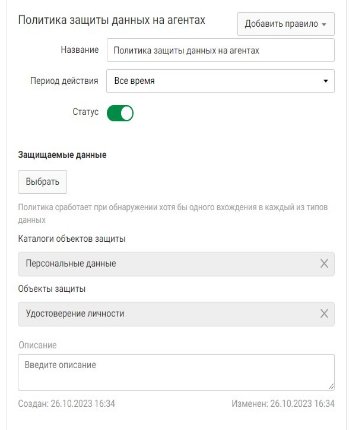 Политика защиты данных на агентах
Добавить правило
Название
Политика защиты данных на агентах
Период действия
Все время
Статус
Защищаемые данные
Выбрать
Политика сработает при обнаружении хотя бы одного вхождения в каждый из типов
данных
Каталоги объектов защиты
Персональные данные
Объекты защиты
Удостоверение личности
Описание
Введите описание
Создан: 26.10.2023 16:34
Изменен: 26.10.2023 16:34